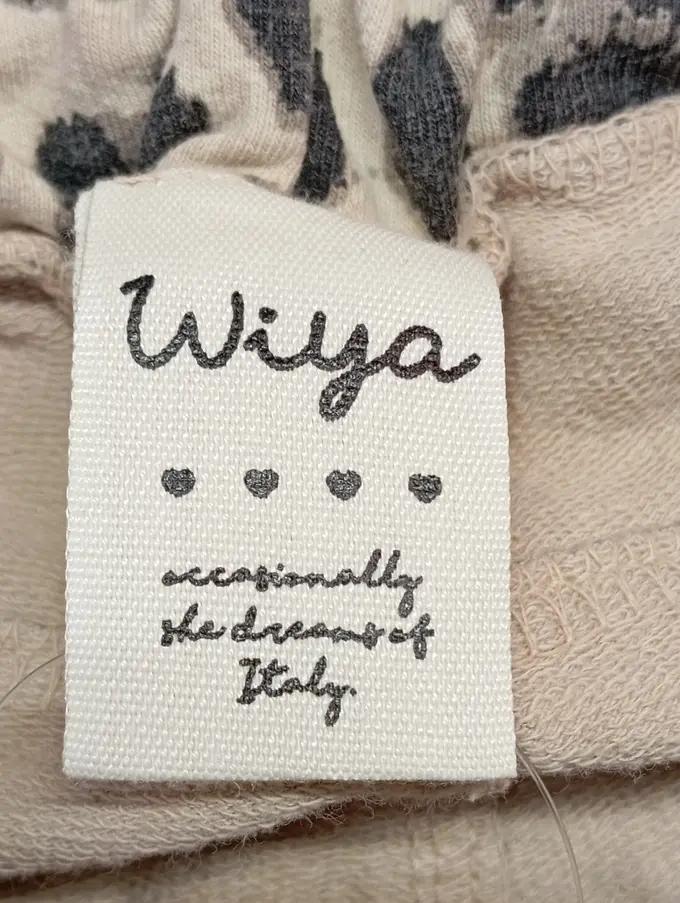 Wiya
occasionally
she dreams of
Italy.